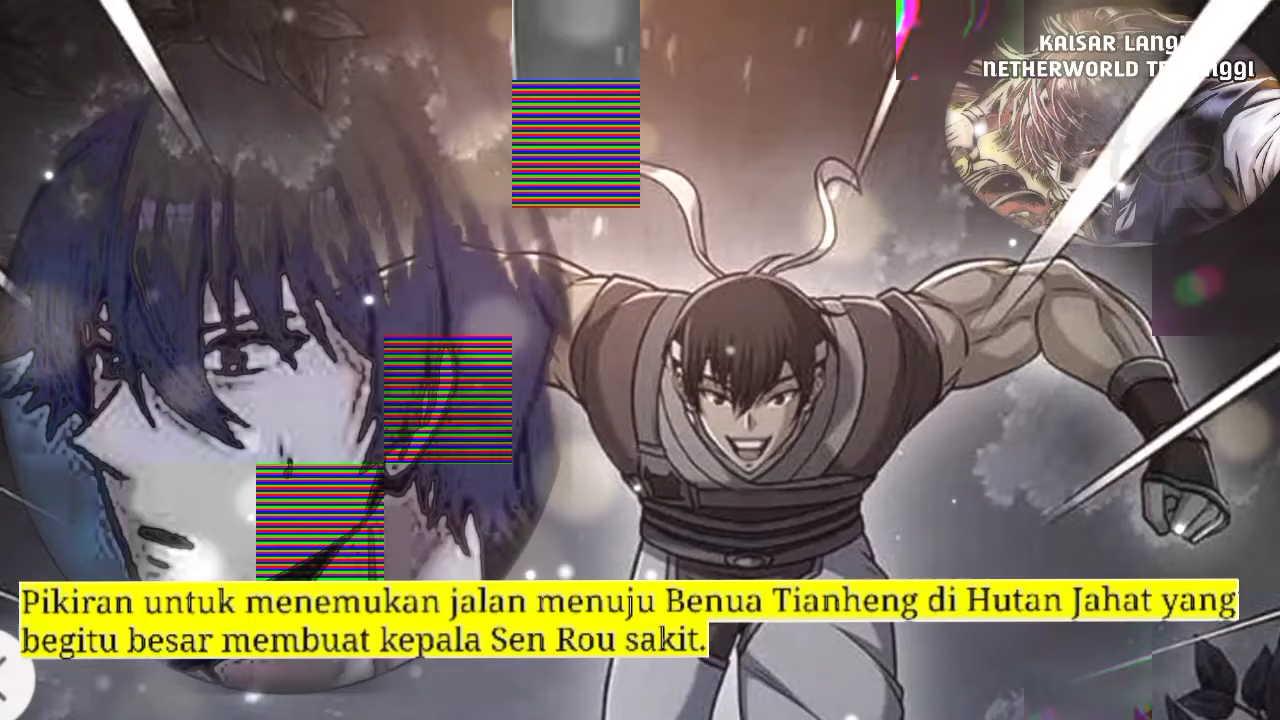 KAISAR LANGI
NETHERWORLD
Pikiran untuk menemukan jalan menuju Benua Tianheng di Hutan Jahat yang
begitu besar membuat kepala Sen Rou sakit.